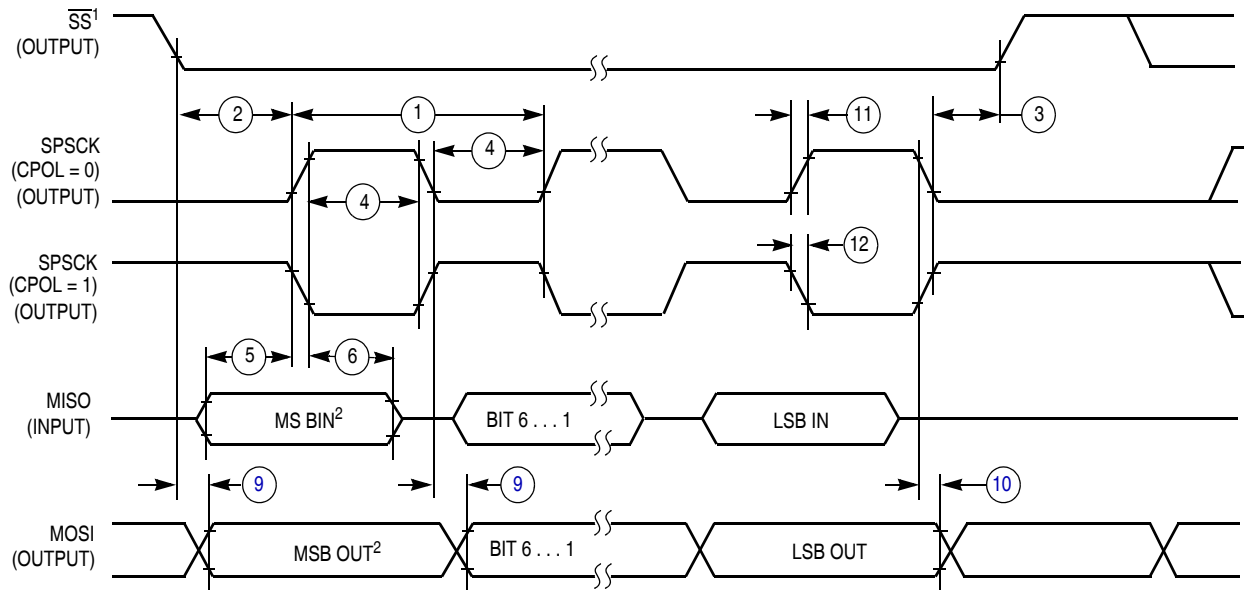 SS¹
(OUTPUT)
2
1
11
3
SPSCK
(CPOL = 0)
(OUTPUT)
4
4
12
SPSCK
(CPOL = 1)
(OUTPUT)
5
6
MISO
(INPUT)
MS BIN²
BIT 6 . . . 1
LSB IN
9
9
10
MOSI
(OUTPUT)
MSB OUT²
BIT 6 . . . 1
LSB OUT